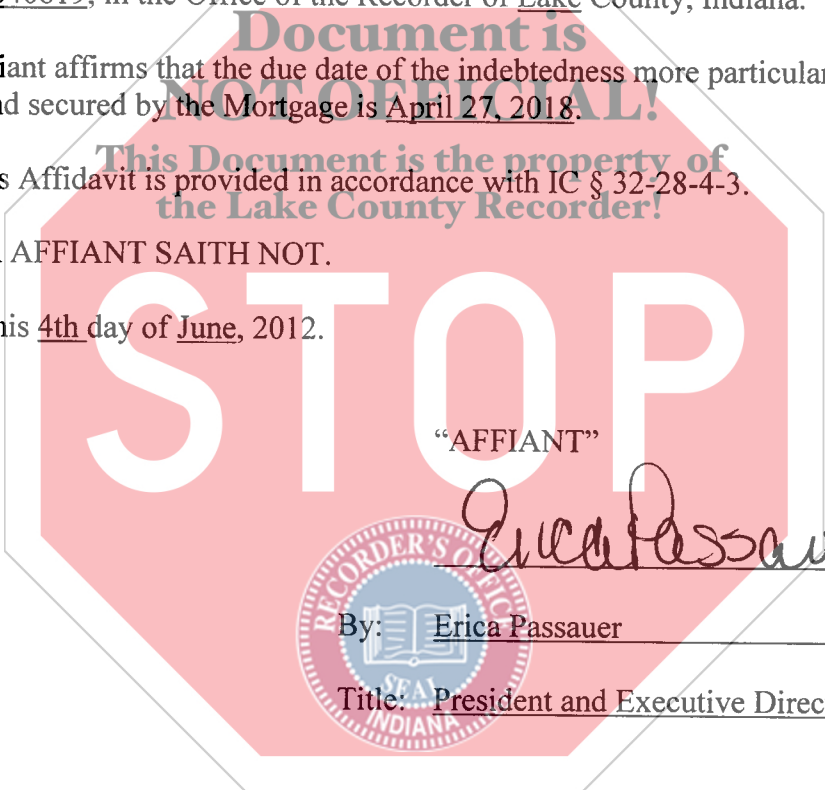 in the Office of the Recorder of Lake County, Indiana.
Document is
iant affirms that the due date of the indebtedness more particular
NOT OFFICIAL!
nd secured by the Mortgage is April 27, 2018.
This Document is the property of
s Affidavit is provided in accordance with IC § 32-28-4-3.
the Lake County Recorder!
AFFIANT SAITH NOT.
his 4th day of June, 2012.
STOP
“AFFIANT”
Erica Passau
RECORDER'S OFFICE
By: Erica Passauer
SEAL
Title: President and Executive Direc
INDIANA